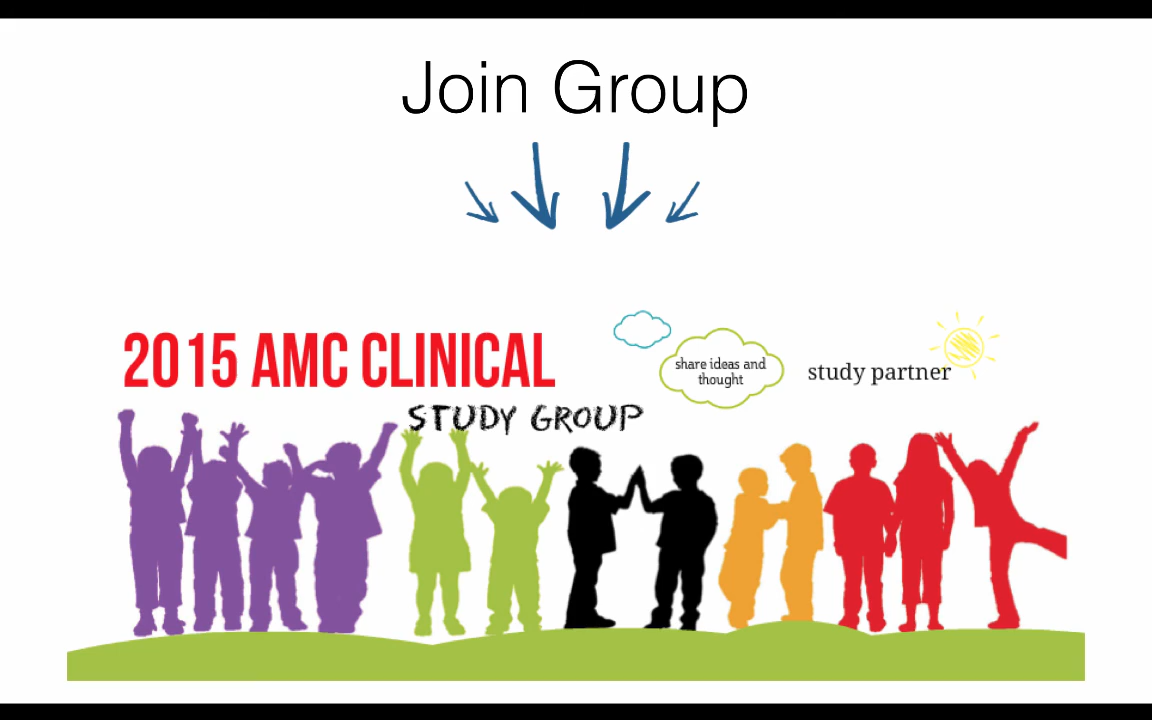 Join Group
2015 AMC CLINICAL
STUDY GROUP
share ideas and
thought
study partner